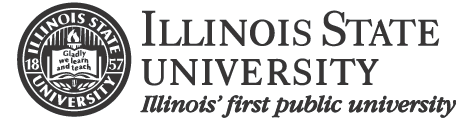 ILLINOIS STATE
Gladly
we learn
and teach
18 57
UNIVERSITY
ILLINOIS STATE
UNIVERSITY
Illinois' first public university